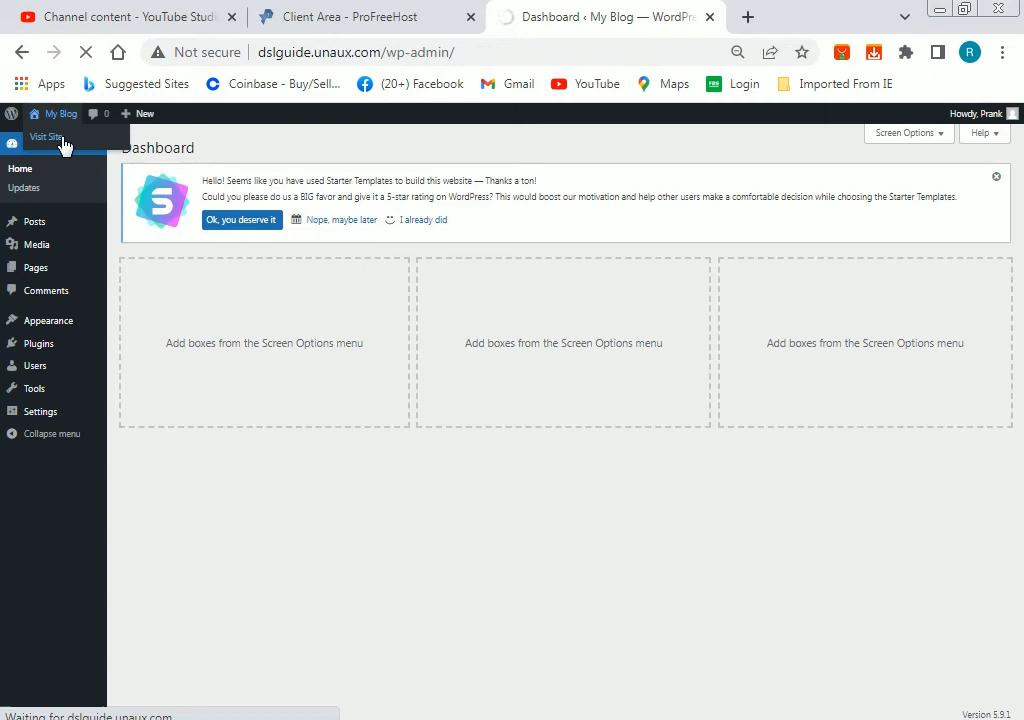 Channel content - YouTube Studi
Client Area - ProFreeHost
Dashboard ‹ My Blog — WordPre
Not secure
dslguide.unaux.com/wp-admin/
R
Apps
Suggested Sites
Coinbase - Buy/Sell...
(20+) Facebook
Gmail
YouTube
Maps
Login
Imported From IE
My Blog
0
New
Howdy, Prank
Visit Site
Screen Options
Help
Dashboard
Home
Updates
Hello! Seems like you have used Starter Templates to build this website — Thanks a ton!
Could you please do us a BIG favor and give it a 5-star rating on WordPress? This would boost our motivation and help other users make a comfortable decision while choosing the Starter Templates.
Ok, you deserve it
Nope, maybe later
I already did
Posts
Media
Pages
Comments
Appearance
Plugins
Users
Tools
Settings
Collapse menu
Add boxes from the Screen Options menu
Add boxes from the Screen Options menu
Add boxes from the Screen Options menu
Waiting for dslguide.unaux.com...
Version 5.9.1